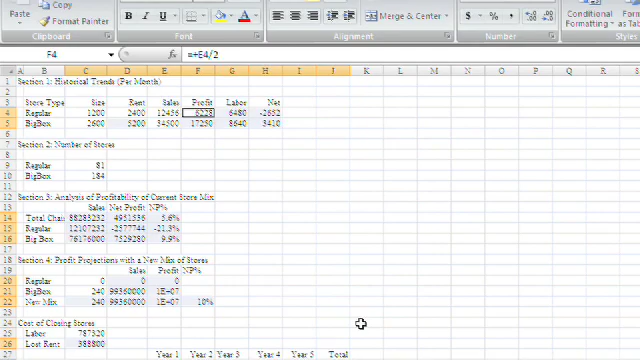 Copy
Paste
Format Painter
B I U
Merge & Center
$ % ,
Conditional Format
Formatting as Tab
Clipboard Font Alignment Number Styles
F4 fx =+E4/2
A B C D E F G H I J K L M N O P Q R S
1 Section 1: Historical Trends (Per Month)
2
3 Store Type Size Rent Sales Profit Labor Net
4 Regular 1200 2400 12456 6228 6480 -2652
5 BigBox 2600 5200 34500 17250 8640 3410
6
7 Section 2: Number of Stores
8
9 Regular 81
10 BigBox 184
11
12 Section 3: Analysis of Profitability of Current Store Mix
13 Sales Net Profit NP%
14 Total Chai 88283232 4951536 5.6%
15 Regular 12107232 -2577744 -21.3%
16 Big Box 76176000 7529280 9.9%
17
18 Section 4: Profit Projections with a New Mix of Stores
19 Sales Profit NP%
20 Regular 0 0 0
21 BigBox 240 99360000 1E+07
22 New Mix 240 99360000 1E+07 10%
23
24 Cost of Closing Stores
25 Labor 787320
26 Lost Rent 388800
27 Year 1 Year 2 Year 3 Year 4 Year 5 Total